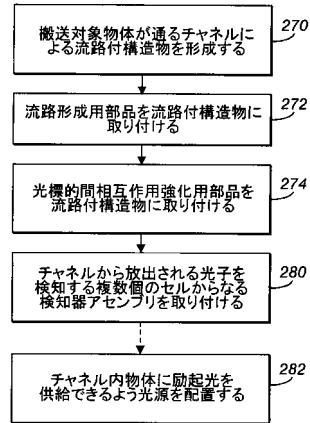 搬送対象物体が通るチャネルに
よる流路付構造物を形成する
270
流路形成用部品を流路付構造物に
取り付ける
272
光標的間相互作用強化用部品を
流路付構造物に取り付ける
274
チャネルから放出される光子を
検知する複数個のセルからなる
検知器アセンブリを取り付ける
280
チャネル内物体に励起光を
供給できるよう光源を配置する
282